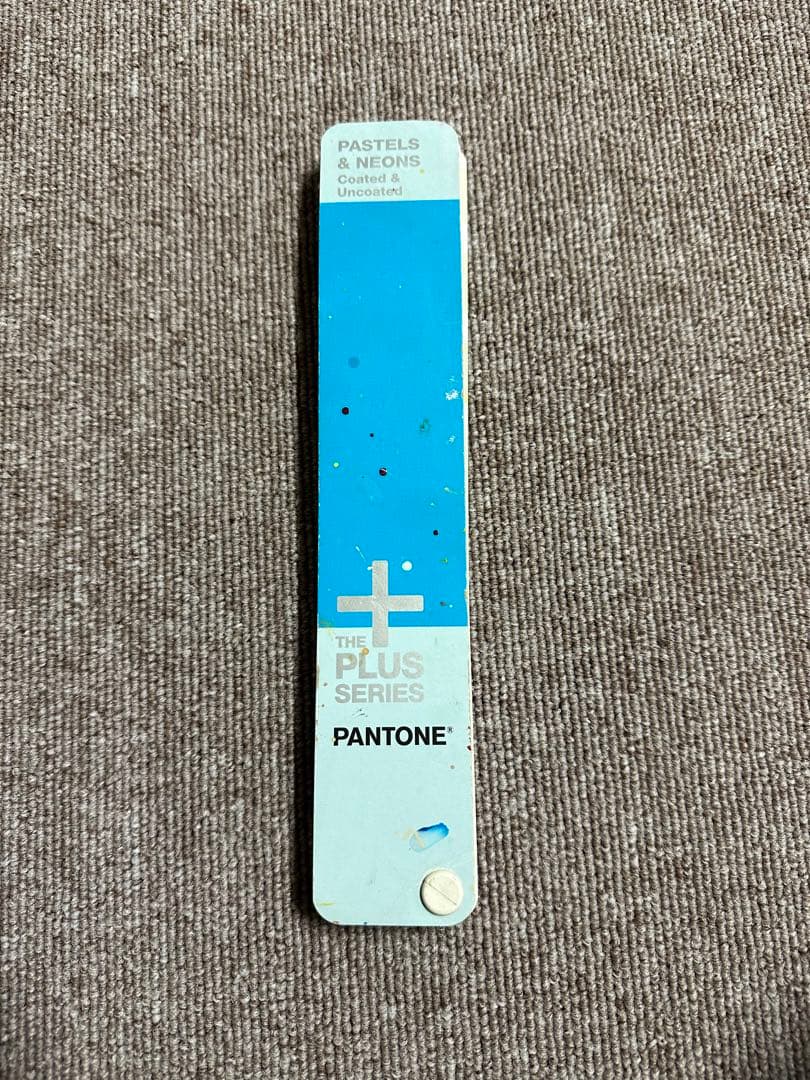 PASTELS
& NEONS
Coated &
Uncoated
THE
PLUS
SERIES
PANTONE®